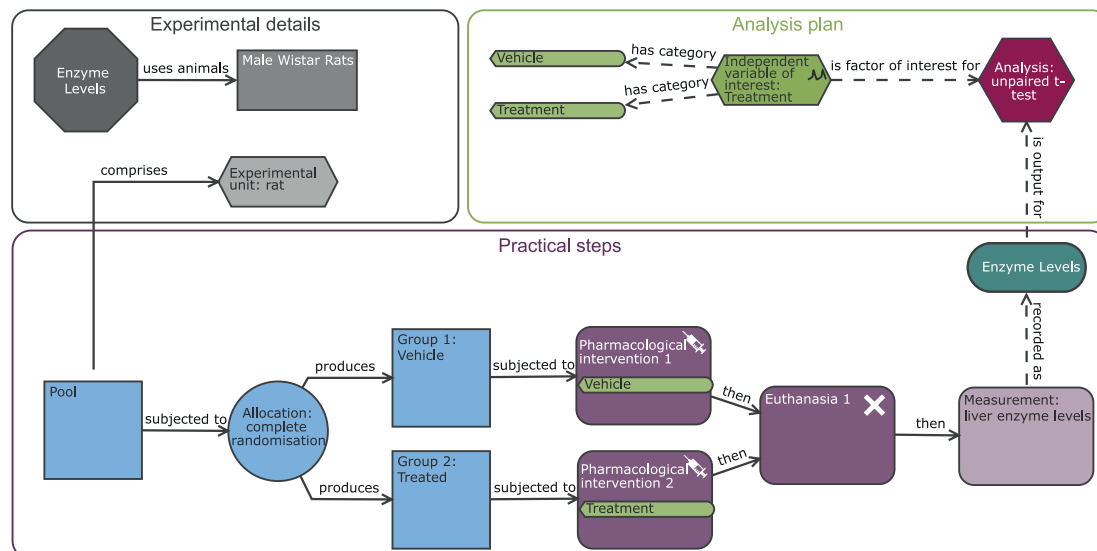 Experimental details
Enzyme
Levels
uses animals
Male Wistar Rats
comprises
Experimental
unit: rat
Analysis plan
Vehicle
has category
Treatment
has category
Independent
variable of
interest:
Treatment
is factor of interest for
Analysis:
unpaired t-
test
is output for
Practical steps
Enzyme Levels
recorded as
Pool
subjected to
Allocation:
complete
randomisation
produces
Group 1:
Vehicle
subjected to
Pharmacological
intervention 1
Vehicle
then
produces
Group 2:
Treated
subjected to
Pharmacological
intervention 2
Treatment
then
Euthanasia 1
then
Measurement:
liver enzyme levels